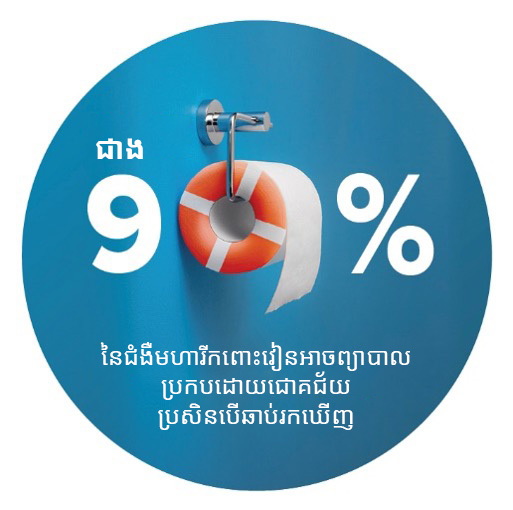 ជាង
90%
នៃជំងឺមហារីកពោះវៀនអាចព្យាបាល
ប្រកបដោយជោគជ័យ
ប្រសិនបើឆាប់រកឃើញ